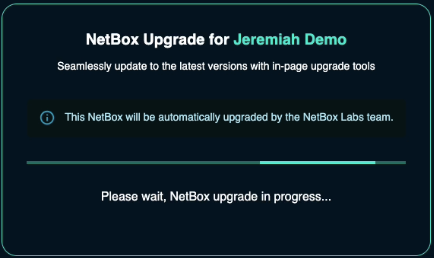 NetBox Upgrade for Jeremiah Demo
Seamlessly update to the latest versions with in-page upgrade tools
This NetBox will be automatically upgraded by the NetBox Labs team.
Please wait, NetBox upgrade in progress...